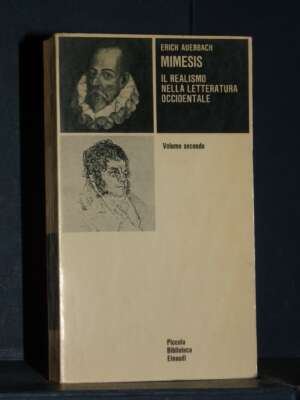 ERICH AUERBACH
MIMESIS
IL REALISMO
NELLA LETTERATURA
OCCIDENTALE
Volume secondo
Piccola
Biblioteca
Einaudi